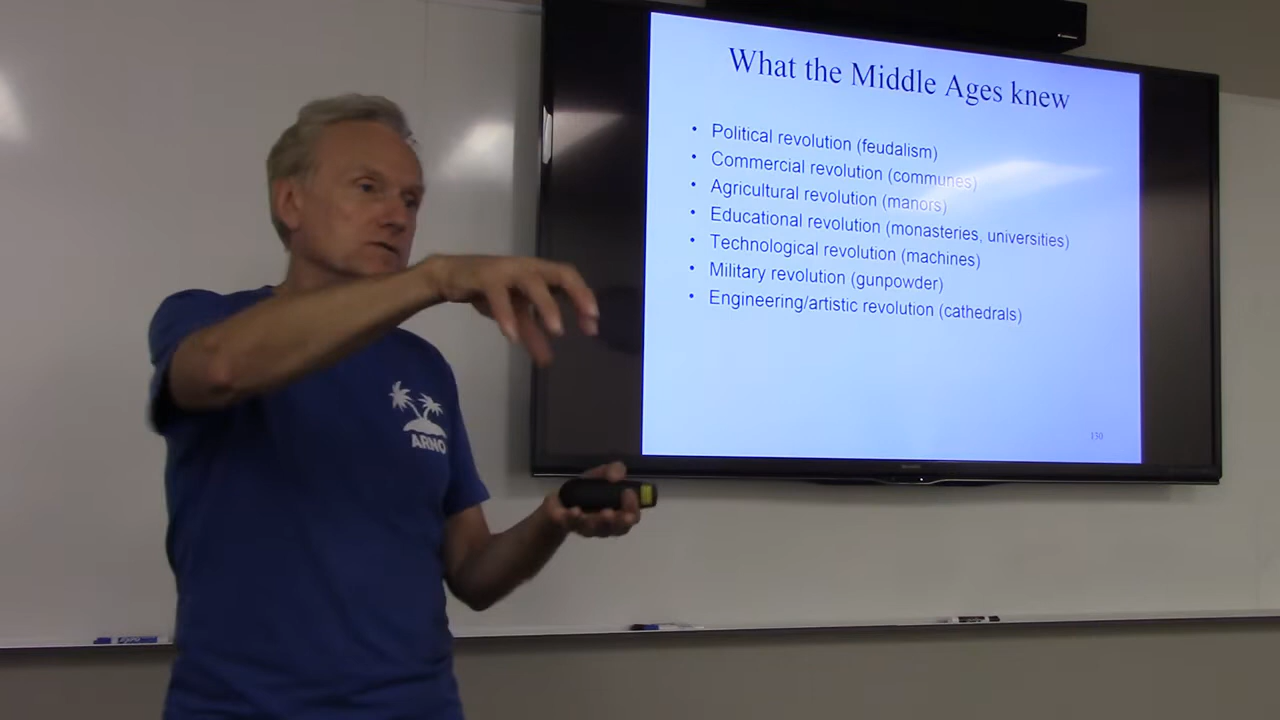 What the Middle Ages knew
• Political revolution (feudalism)
• Commercial revolution (communes)
• Agricultural revolution (manors)
• Educational revolution (monasteries, universities)
• Technological revolution (machines)
• Military revolution (gunpowder)
• Engineering/artistic revolution (cathedrals)
130
ARNO